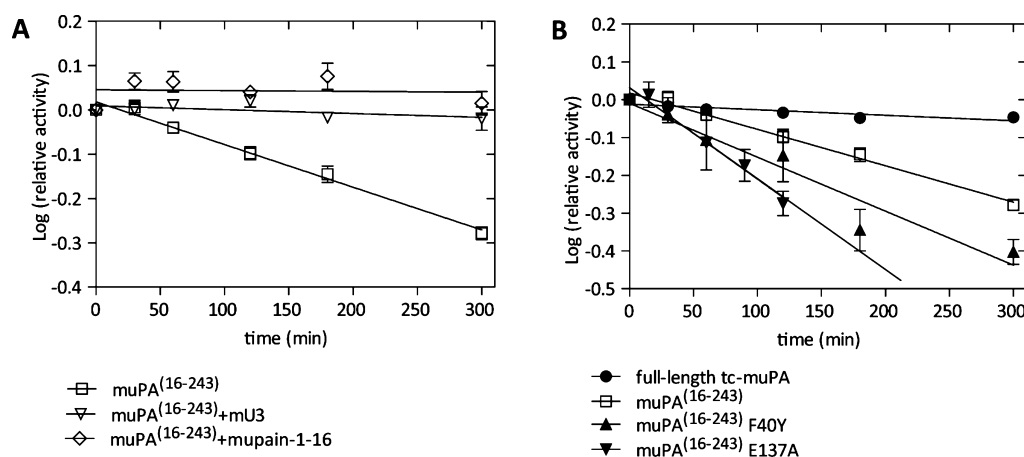 A
0.2
0.1
0.0
-0.1
-0.2
-0.3
-0.4
Log (relative activity)
0 50 100 150 200 250 300
time (min)
muPA(16-243)
muPA(16-243)+mU3
muPA(16-243)+mupain-1-16
B
0.2
0.1
0.0
-0.1
-0.2
-0.3
-0.4
-0.5
Log (relative activity)
0 50 100 150 200 250 300
time (min)
full-length tc-muPA
muPA(16-243)
muPA(16-243) F40Y
muPA(16-243) E137A